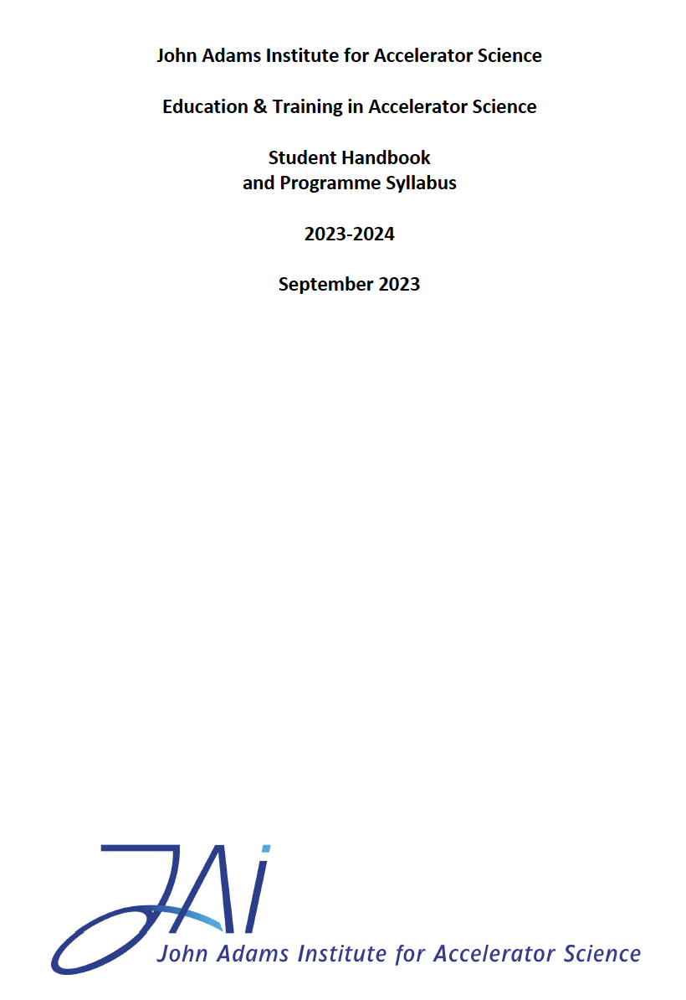 John Adams Institute for Accelerator Science
Education & Training in Accelerator Science
Student Handbook
and Programme Syllabus
2023-2024
September 2023
JAi
John Adams Institute for Accelerator Science